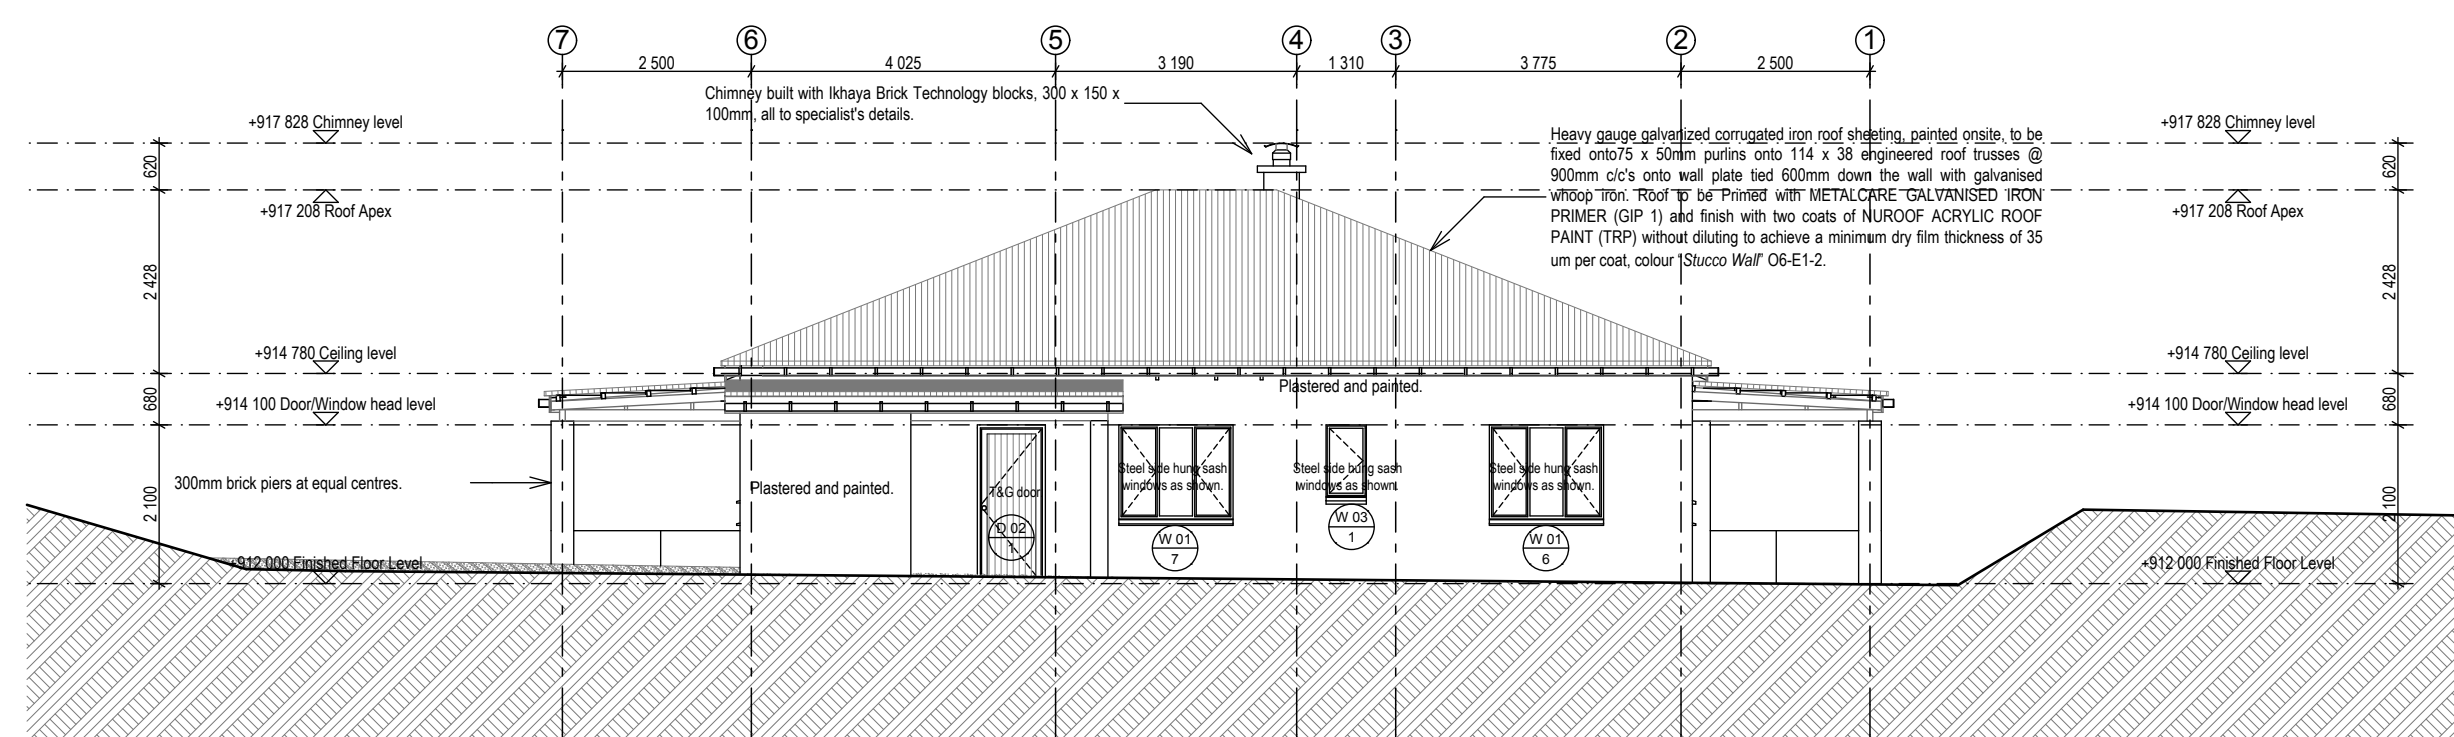 7 6 5 4 3 2 1
2 500 4 025 3 190 1 310 3 775 2 500
Chimney built with Ikhaya Brick Technology blocks, 300 x 150 x
100mm, all to specialist's details.
+917 828 Chimney level
+917 828 Chimney level
Heavy gauge galvanized corrugated iron roof sheeting, painted onsite, to be
fixed onto75 x 50mm purlins onto 114 x 38 engineered roof trusses @
900mm c/c's onto wall plate tied 600mm down the wall with galvanised
whoop iron. Roof to be Primed with METALCARE GALVANISED IRON
PRIMER (GIP 1) and finish with two coats of NUROOF ACRYLIC ROOF
PAINT (TRP) without diluting to achieve a minimum dry film thickness of 35
um per coat, colour "Stucco Wall" O6-E1-2.
620
620
+917 208 Roof Apex
+917 208 Roof Apex
2 428
2 428
+914 780 Ceiling level
+914 780 Ceiling level
Plastered and painted.
680
680
+914 100 Door/Window head level
+914 100 Door/Window head level
300mm brick piers at equal centres.
Plastered and painted.
T&G door
Steel side hung sash
windows as shown.
Steel side hung sash
windows as shown.
Steel side hung sash
windows as shown.
2 100
2 100
D 02
1
W 01
7
W 03
1
W 01
6
+912 000 Finished Floor Level
+912 000 Finished Floor Level